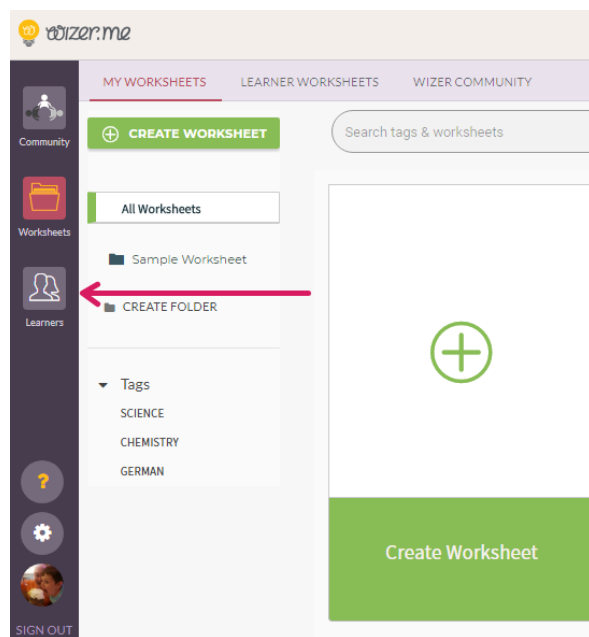 wizer.me
MY WORKSHEETS LEARNER WORKSHEETS WIZER COMMUNITY
Community
CREATE WORKSHEET
Search tags & worksheets
Worksheets
All Worksheets
Sample Worksheet
Learners
CREATE FOLDER
Tags
SCIENCE
CHEMISTRY
GERMAN
?
Create Worksheet
SIGN OUT